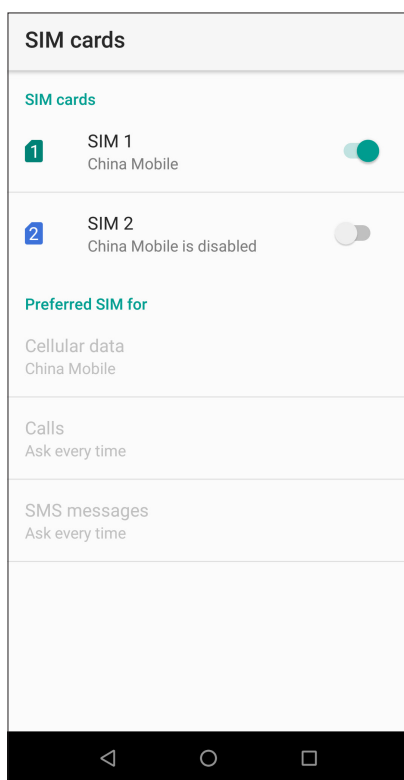 SIM cards
SIM cards
1
SIM 1
China Mobile
2
SIM 2
China Mobile is disabled
Preferred SIM for
Cellular data
China Mobile
Calls
Ask every time
SMS messages
Ask every time